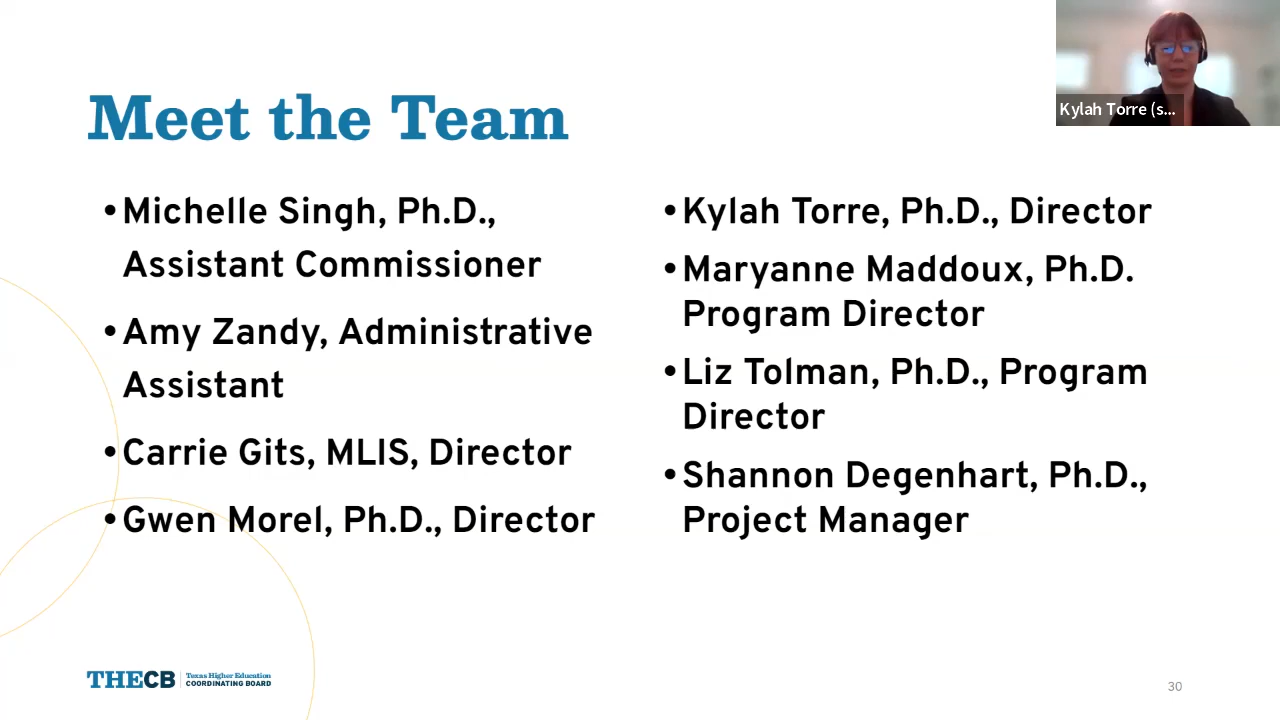 Kylah Torre (s...
Meet the Team
•Michelle Singh, Ph.D.,
Assistant Commissioner
•Amy Zandy, Administrative
Assistant
•Carrie Gits, MLIS, Director
•Gwen Morel, Ph.D., Director
•Kylah Torre, Ph.D., Director
•Maryanne Maddoux, Ph.D.
Program Director
•Liz Tolman, Ph.D., Program
Director
•Shannon Degenhart, Ph.D.,
Project Manager
THECB
Texas Higher Education
COORDINATING BOARD
30